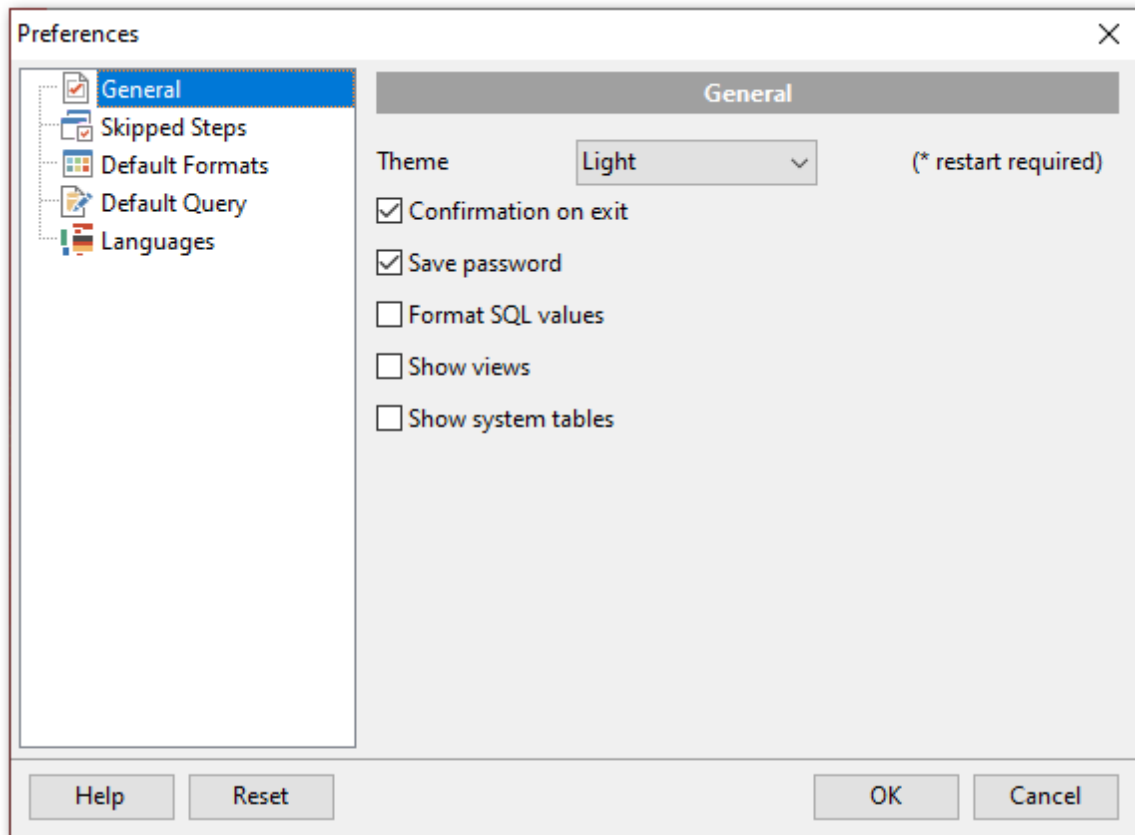 Preferences
General
Skipped Steps
Default Formats
Default Query
Languages
General
Theme Light (* restart required)
Confirmation on exit
Save password
Format SQL values
Show views
Show system tables
Help Reset OK Cancel